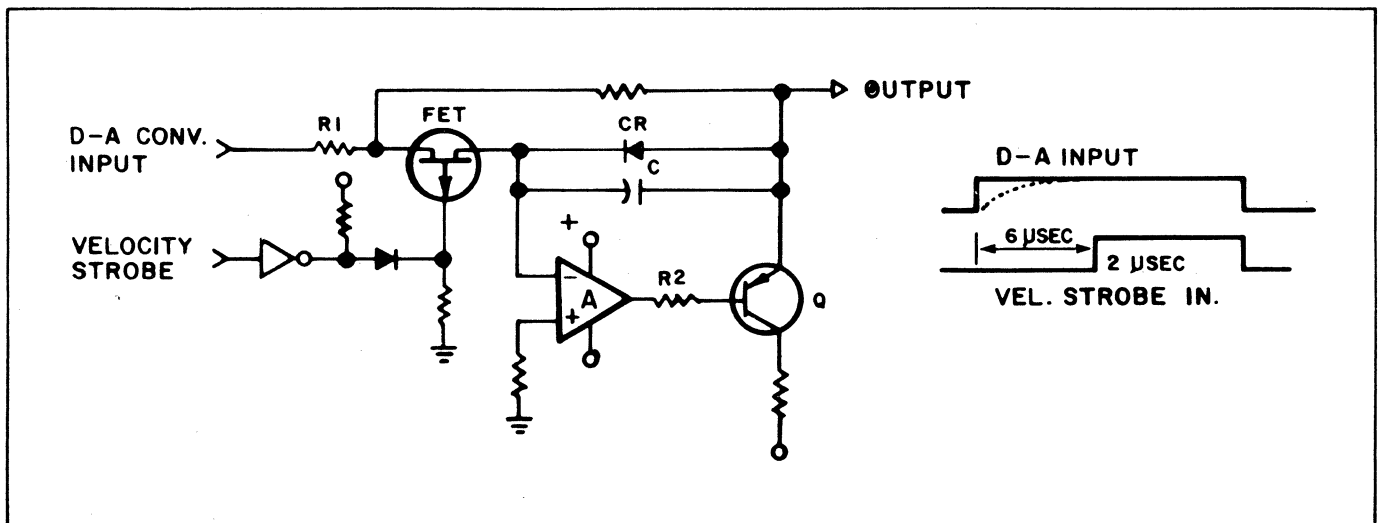 OUTPUT
FET
D-A CONV.
INPUT
R1
CR
C
VELOCITY
STROBE
+
-
A
+
R2
Q
D-A INPUT
6 µSEC
2 µSEC
VEL. STROBE IN.